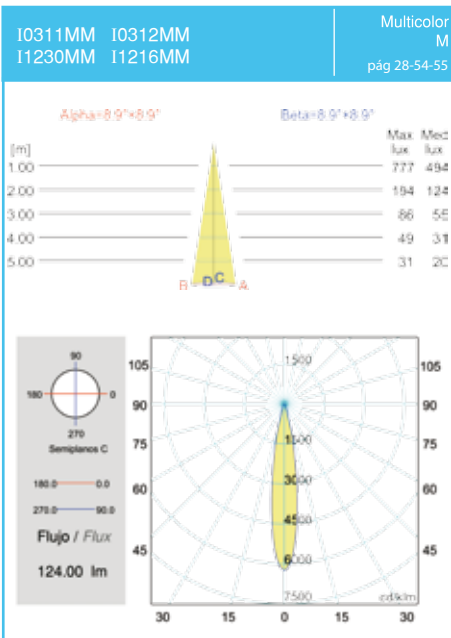 I0311MM I0312MM
I1230MM I1216MM
Multicolor
M
pág 28-54-55
Alpha=8.9°+8.9° Beta=8.9°+8.9°
Max Med
[m] lux lux
1.00 777 494
2.00 194 124
3.00 86 55
4.00 49 31
5.00 31 20
B D C A
90
180 0
270
Semiplanos C
180.0 0.0
270.0 90.0
Flujo / Flux
124.00 lm
105 1500 105
90 90
75 1500 75
60 3000 60
4500
45 6000 45
7500 cd/klm
30 15 0 15 30